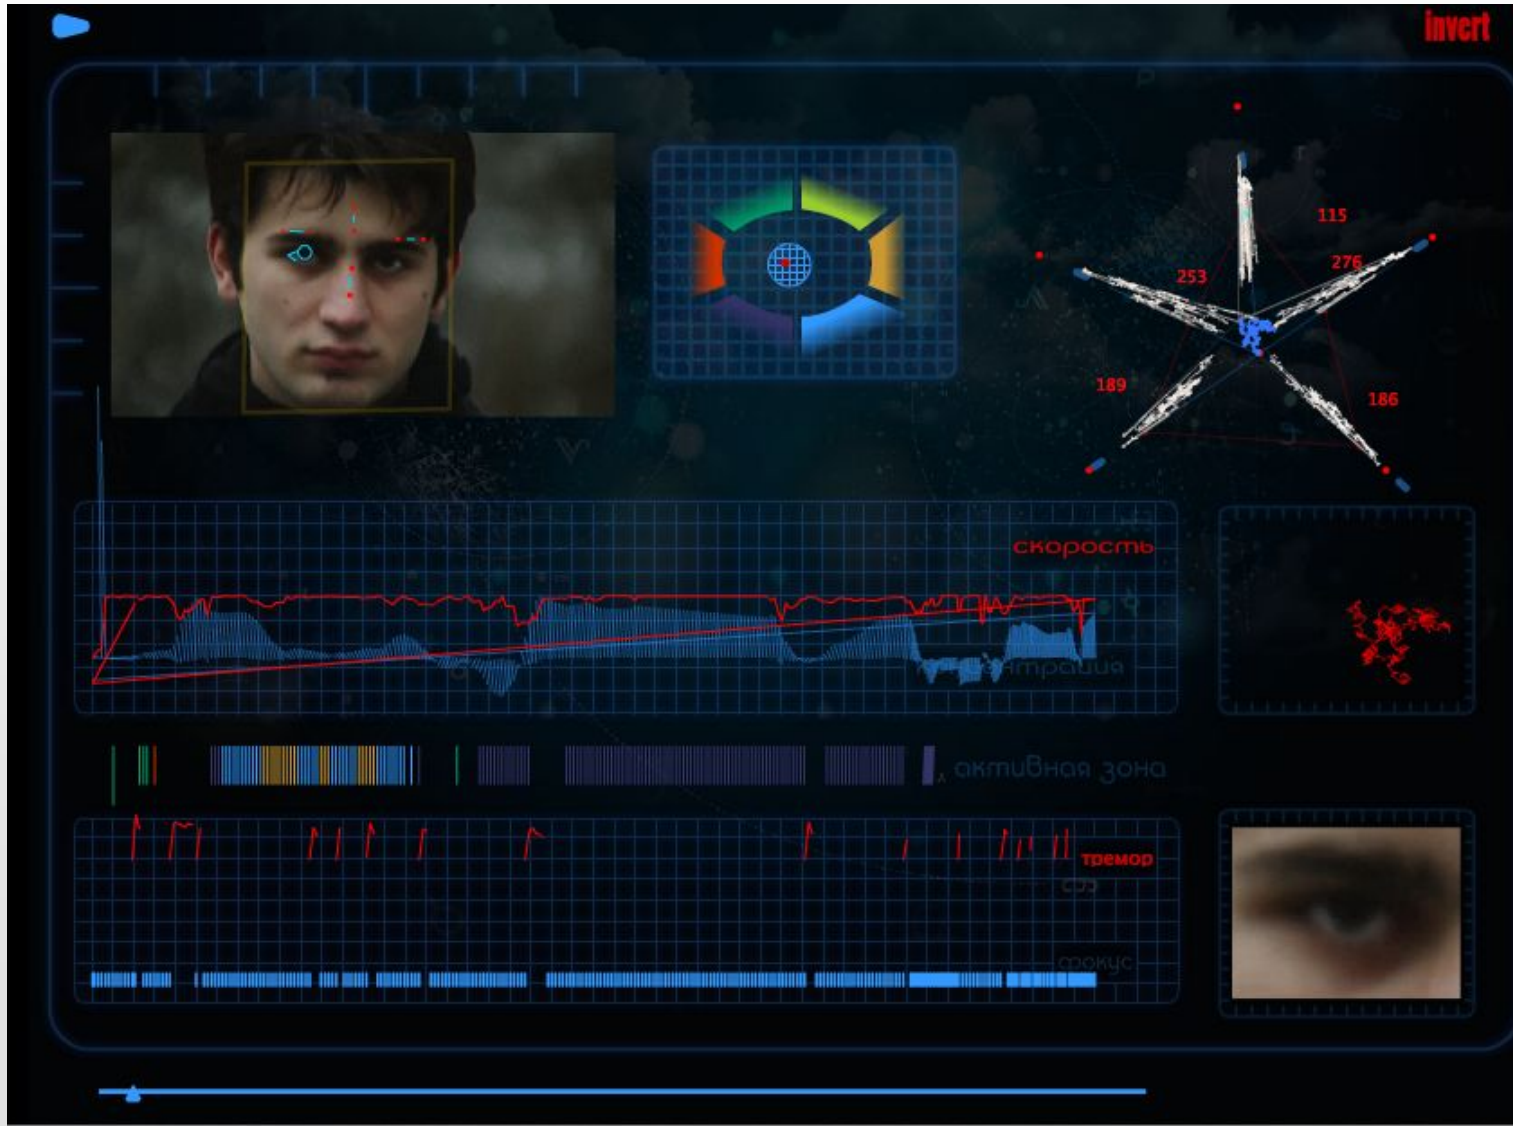 invert
115
253
276
189
186
скорость
активная зона
тремор
фокус